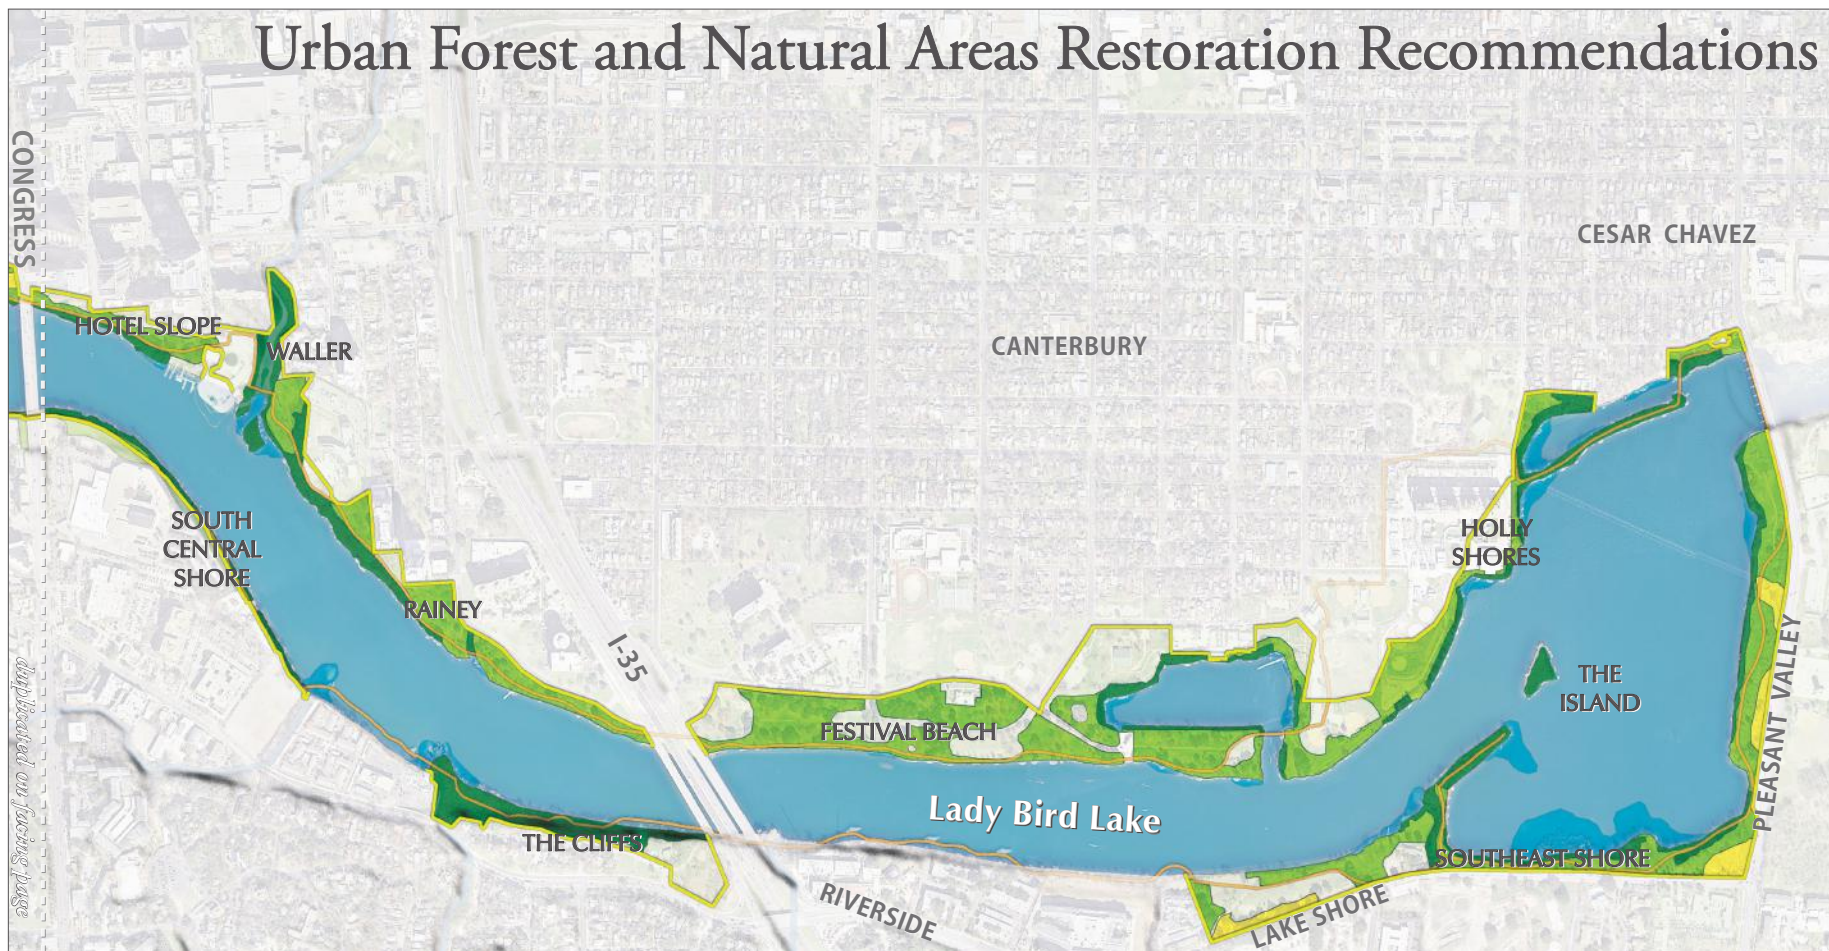 Urban Forest and Natural Areas Restoration Recommendations
CONGRESS
CESAR CHAVEZ
HOTEL SLOPE
WALLER
CANTERBURY
SOUTH
CENTRAL
SHORE
HOLLY
SHORES
RAINEY
I-35
THE
ISLAND
PLEASANT VALLEY
FESTIVAL BEACH
duplicated on facing page
Lady Bird Lake
THE CLIFFS
SOUTHEAST SHORE
RIVERSIDE
LAKE SHORE